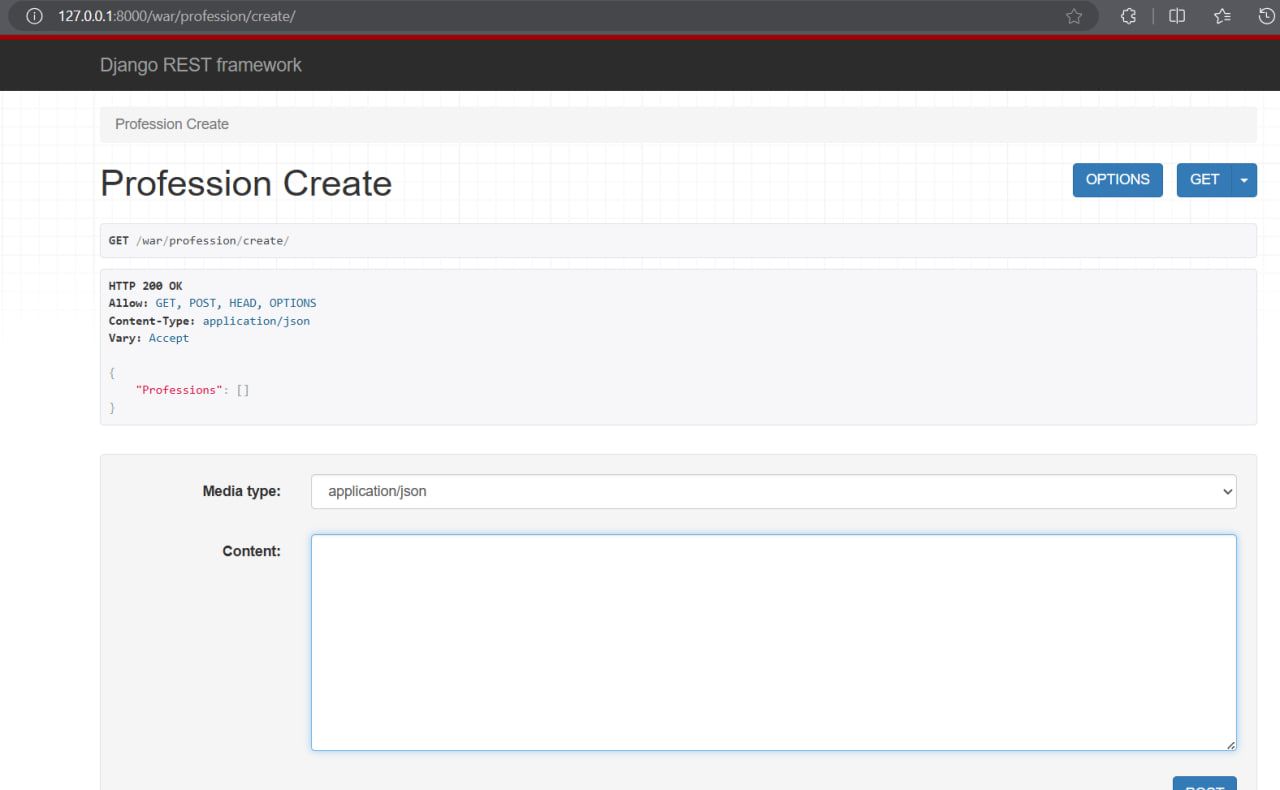 127.0.0.1:8000/war/profession/create/
Django REST framework
Profession Create
Profession Create
OPTIONS
GET
GET /war/profession/create/
HTTP 200 OK
Allow: GET, POST, HEAD, OPTIONS
Content-Type: application/json
Vary: Accept
{
"Professions": []
}
Media type:
application/json
Content:
POST